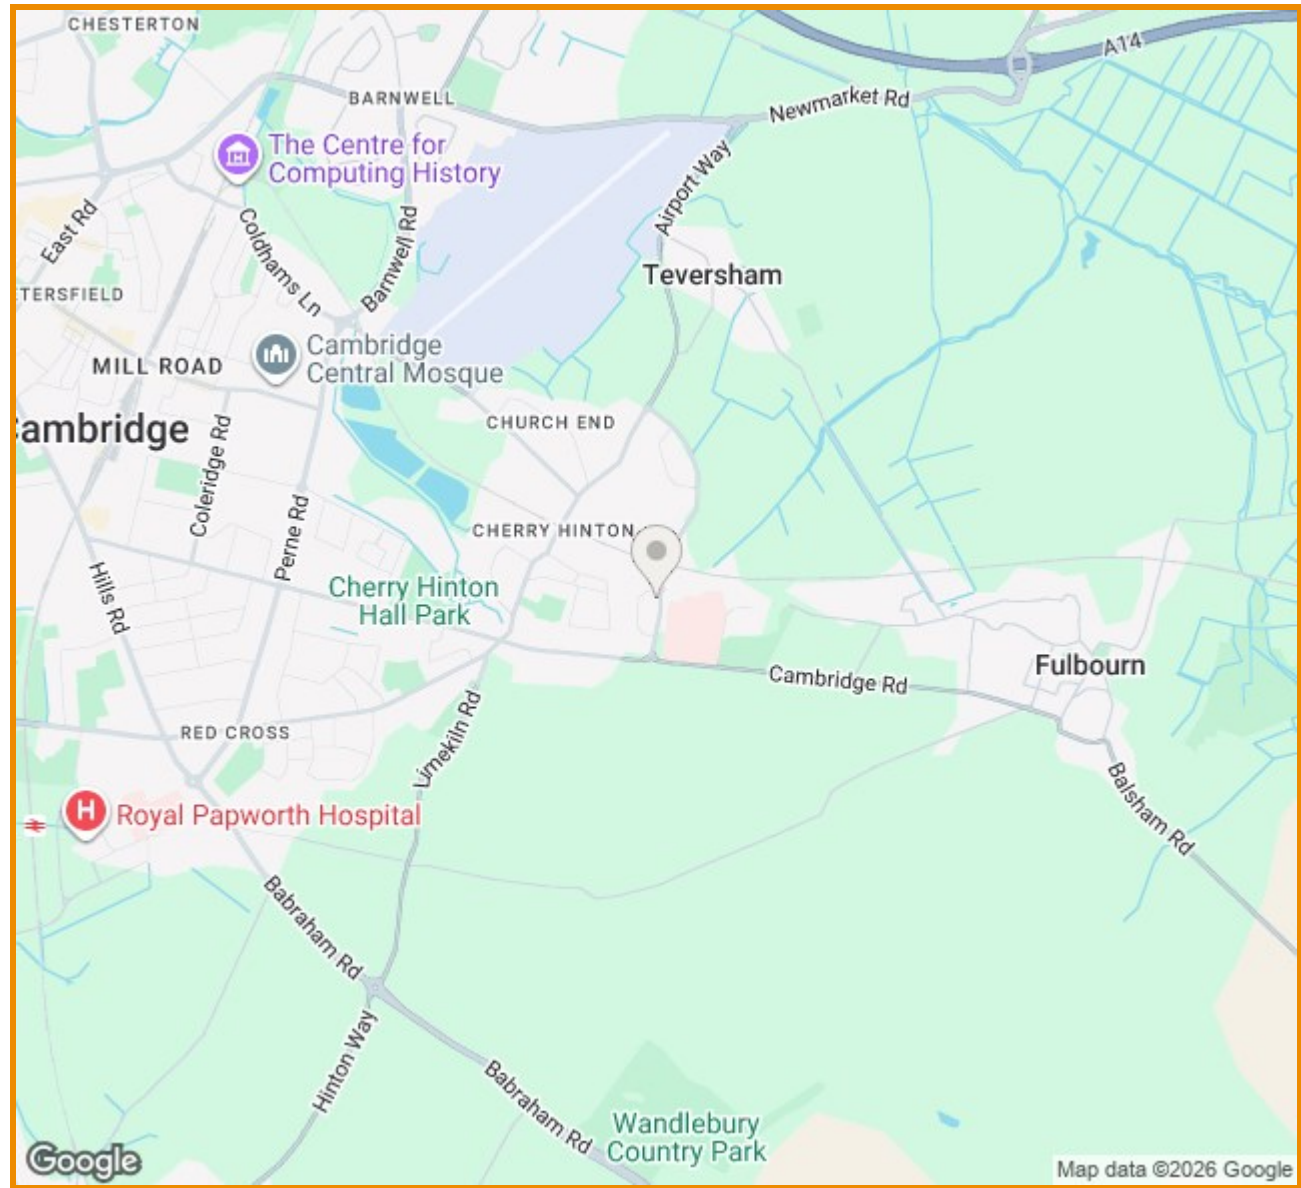 CHESTERTON
A14
BARNWELL
Newmarket Rd
The Centre for
Computing History
Airport Way
East Rd
Coldhams Ln
Barnwell Rd
Teversham
TERSFIELD
MILL ROAD
Cambridge
Central Mosque
CHURCH END
ambridge
Coleridge Rd
Perne Rd
CHERRY HINTON
Hills Rd
Cherry Hinton
Hall Park
Fulbourn
Cambridge Rd
Limekiln Rd
RED CROSS
Balsham Rd
H
Royal Papworth Hospital
Babraham Rd
Hinton Way
Babraham Rd
Wandlebury
Country Park
Google
Map data ©2026 Google